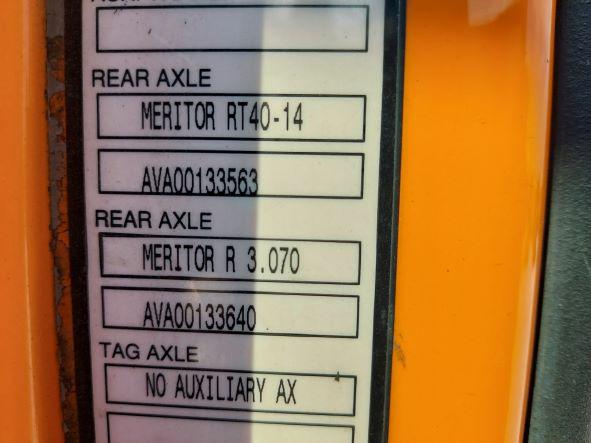 REAR AXLE
MERITOR RT40-14
AVA00133563
REAR AXLE
MERITOR R 3.070
AVA00133640
TAG AXLE
NO AUXILIARY AX